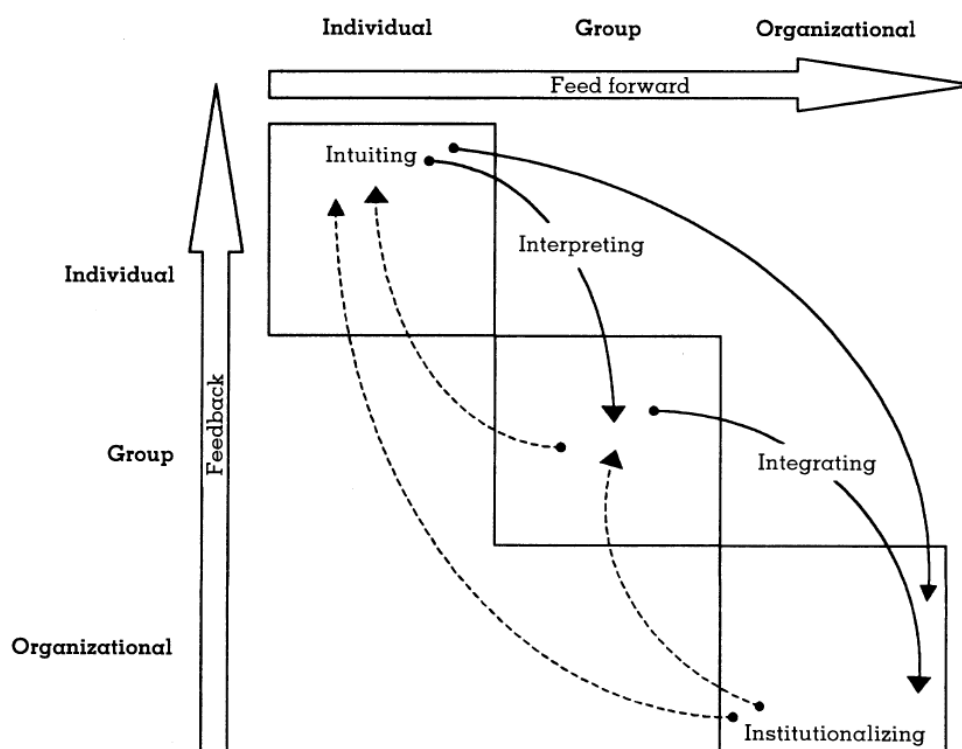 Individual Group Organizational
Feed forward
Intuiting
Interpreting
Individual
Feedback
Group
Integrating
Organizational
Institutionalizing